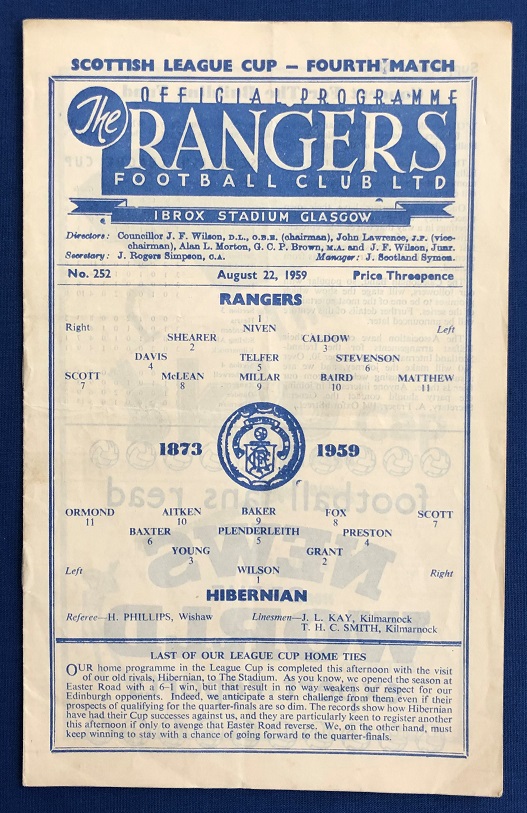 SCOTTISH LEAGUE CUP – FOURTH MATCH
OFFICIAL PROGRAMME
The RANGERS
FOOTBALL CLUB LTD
IBROX STADIUM GLASGOW
Directors: Councillor J. F. Wilson, D.L., O.B.E. (chairman), John Lawrence, J.P. (vice-
chairman), Alan L. Morton, G. C. P. Brown, M.A. and J. F. Wilson, Junr.
Secretary: J. Rogers Simpson, C.A. Manager: J. Scotland Symon.
No. 252 August 22, 1959 Price Threepence
RANGERS
1
Right NIVEN Left
SHEARER CALDOW
2 3
DAVIS TELFER STEVENSON
4 5 6
SCOTT McLEAN MILLAR BAIRD MATTHEW
7 8 9 10 11
1873 1959
ORMOND AITKEN BAKER FOX SCOTT
11 10 9 8 7
BAXTER PLENDERLEITH PRESTON
6 5 4
YOUNG GRANT
3 2
Left WILSON Right
1
HIBERNIAN
Referee—H. PHILLIPS, Wishaw Linesmen—J. L. KAY, Kilmarnock
T. H. C. SMITH, Kilmarnock
LAST OF OUR LEAGUE CUP HOME TIES
OUR home programme in the League Cup is completed this afternoon with the visit
of our old rivals, Hibernian, to The Stadium. As you know, we opened the season at
Easter Road with a 6–1 win, but that result in no way weakens our respect for our
Edinburgh opponents. Indeed, we anticipate a stern challenge from them even if their
prospects of qualifying for the quarter-finals are so dim. The records show how Hibernian
have had their Cup successes against us, and they are particularly keen to register another
this afternoon if only to avenge that Easter Road reverse. We, on the other hand, must
keep winning to stay with a chance of going forward to the quarter-finals.